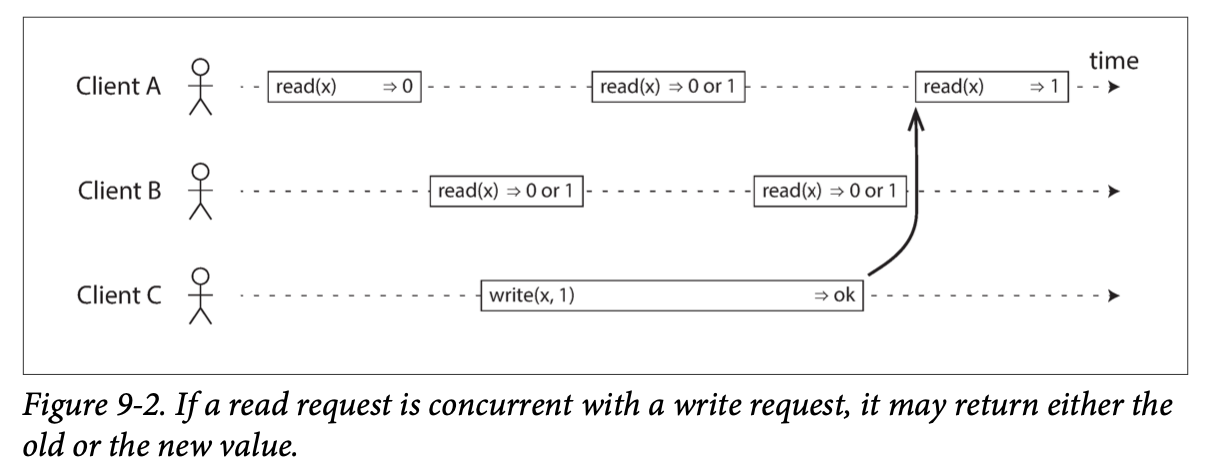 time
Client A read(x) ⇒ 0 read(x) ⇒ 0 or 1 read(x) ⇒ 1
Client B read(x) ⇒ 0 or 1 read(x) ⇒ 0 or 1
Client C write(x, 1) ⇒ ok
Figure 9-2. If a read request is concurrent with a write request, it may return either the
old or the new value.